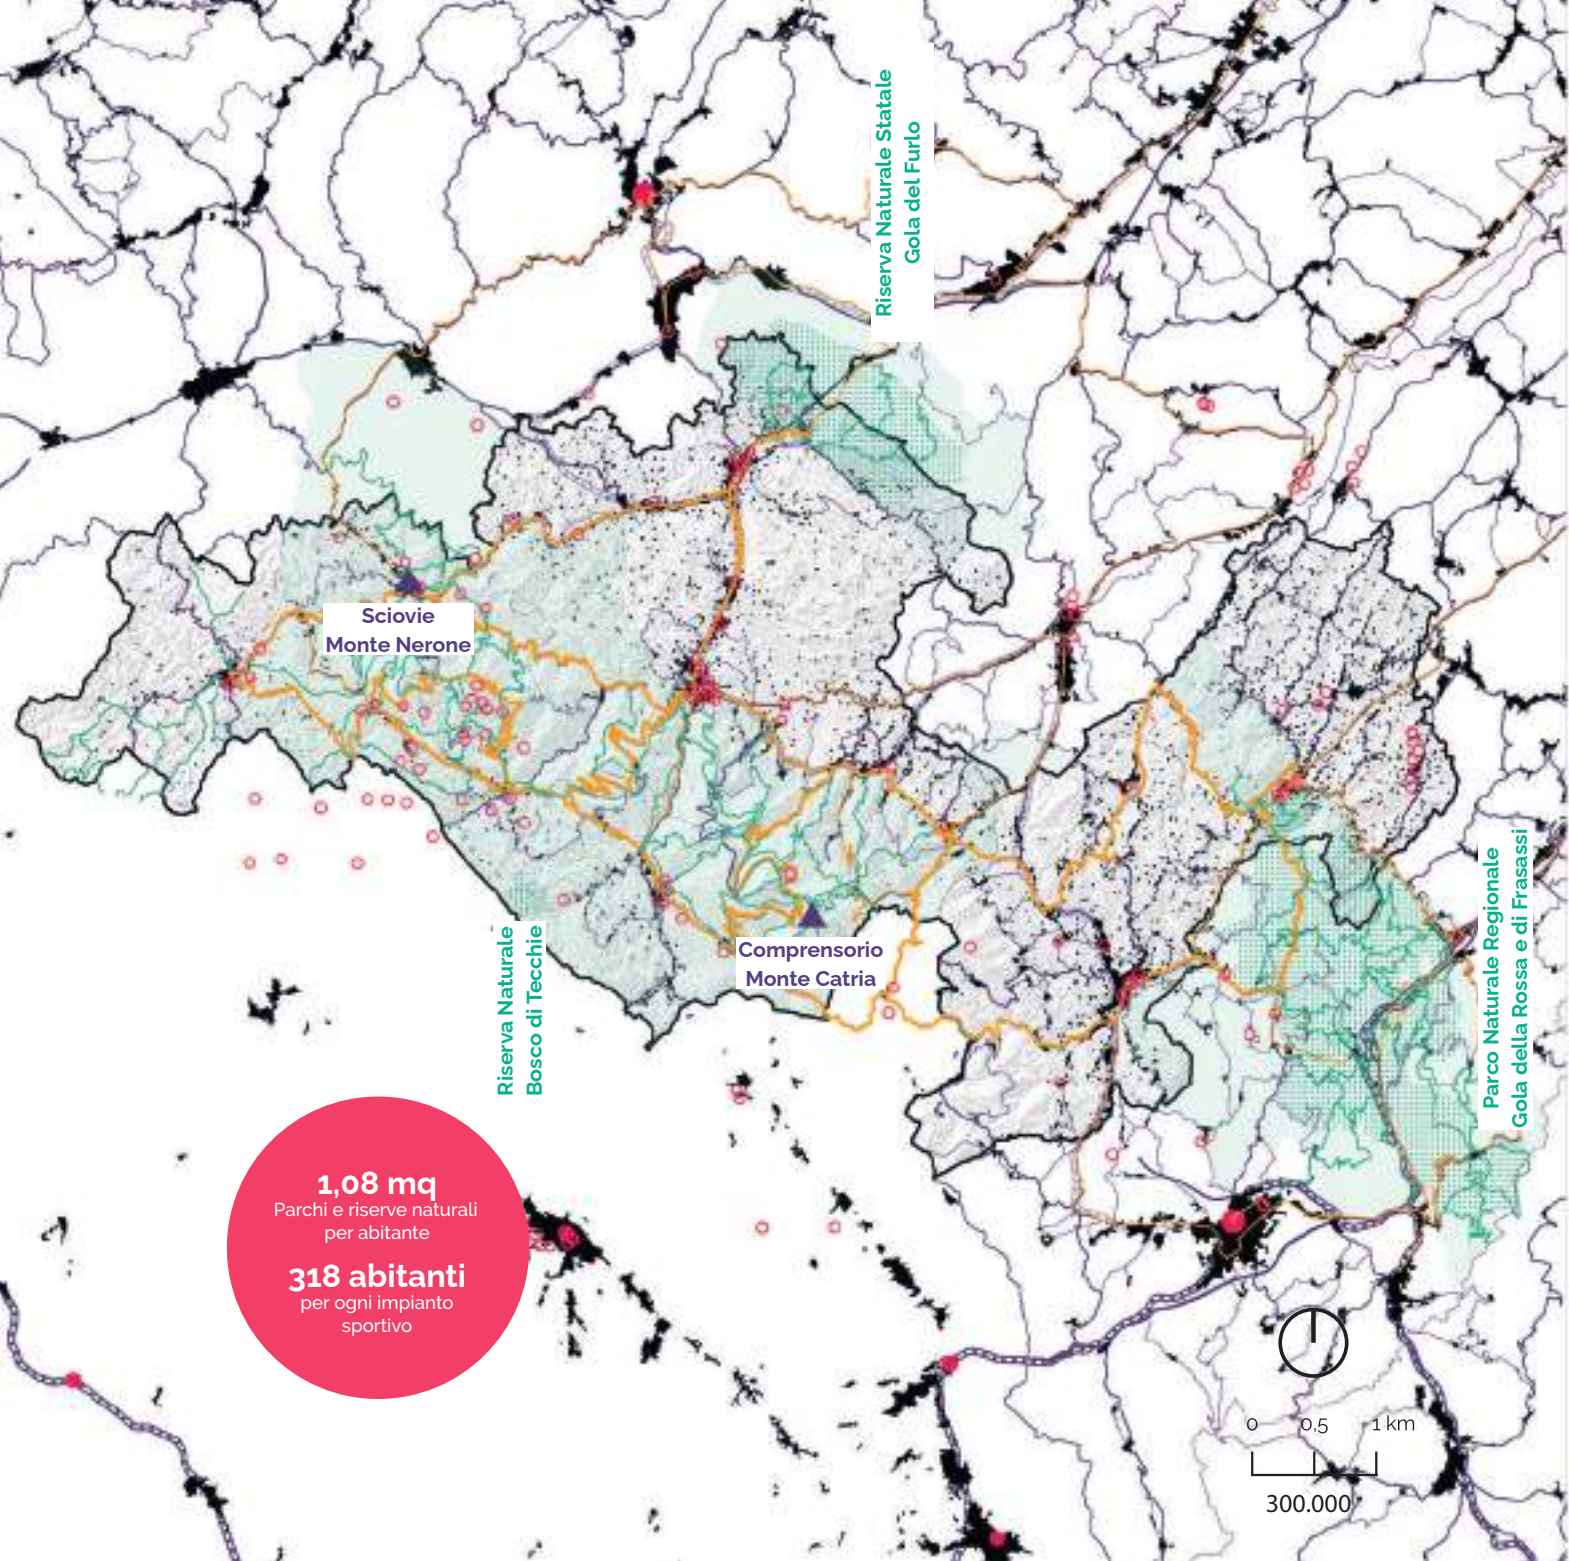 Riserva Naturale Statale
Gola del Furlo
Sciovie
Monte Nerone
Comprensorio
Monte Catria
Riserva Naturale
Bosco di Tecchie
Parco Naturale Regionale
Gola della Rossa e di Frasassi
1,08 mq
Parchi e riserve naturali
per abitante
318 abitanti
per ogni impianto
sportivo
0 0,5 1 km
300.000